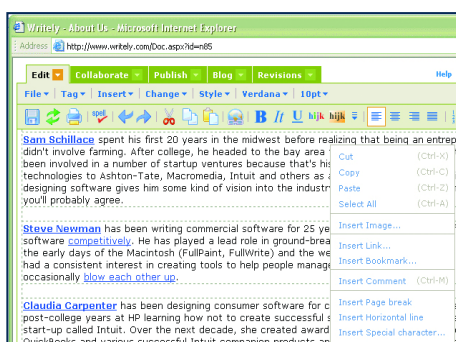 Writely - About Us - Microsoft Internet Explorer
Address http://www.writely.com/Doc.aspx?id=n85
Edit Collaborate Publish Blog Revisions Help
File Tag Insert Change Style Verdana 10pt
spel B It U hijk hijk
Sam Schillace spent his first 20 years in the midwest before realizing that being an entrep
didn't involve farming. After college, he headed to the bay area
been involved in a number of startup ventures because that's his
technologies to Ashton-Tate, Macromedia, Intuit and others as a
designing software gives him some kind of vision into the industr
you'll probably agree.
Steve Newman has been writing commercial software for 25 ye
software competitively. He has played a lead role in ground-brea
the early days of the Macintosh (FullPaint, FullWrite) and the we
had a consistent interest in creating tools to help people manage
occasionally blow each other up.
Claudia Carpenter has been designing consumer software for c
post-college years at HP learning how not to create successful s
start-up called Intuit. Over the next decade, she created award
QuickBooks and various successful Intuit companion products an
Cut (Ctrl-X)
Copy (Ctrl-C)
Paste (Ctrl-Z)
Select All (Ctrl-A)
Insert Image...
Insert Link...
Insert Bookmark...
Insert Comment (Ctrl-M)
Insert Page break
Insert Horizontal line
Insert Special character...